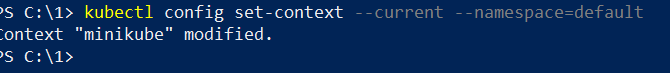 PS C:\1> kubectl config set-context --current --namespace=default
Context "minikube" modified.
PS C:\1>